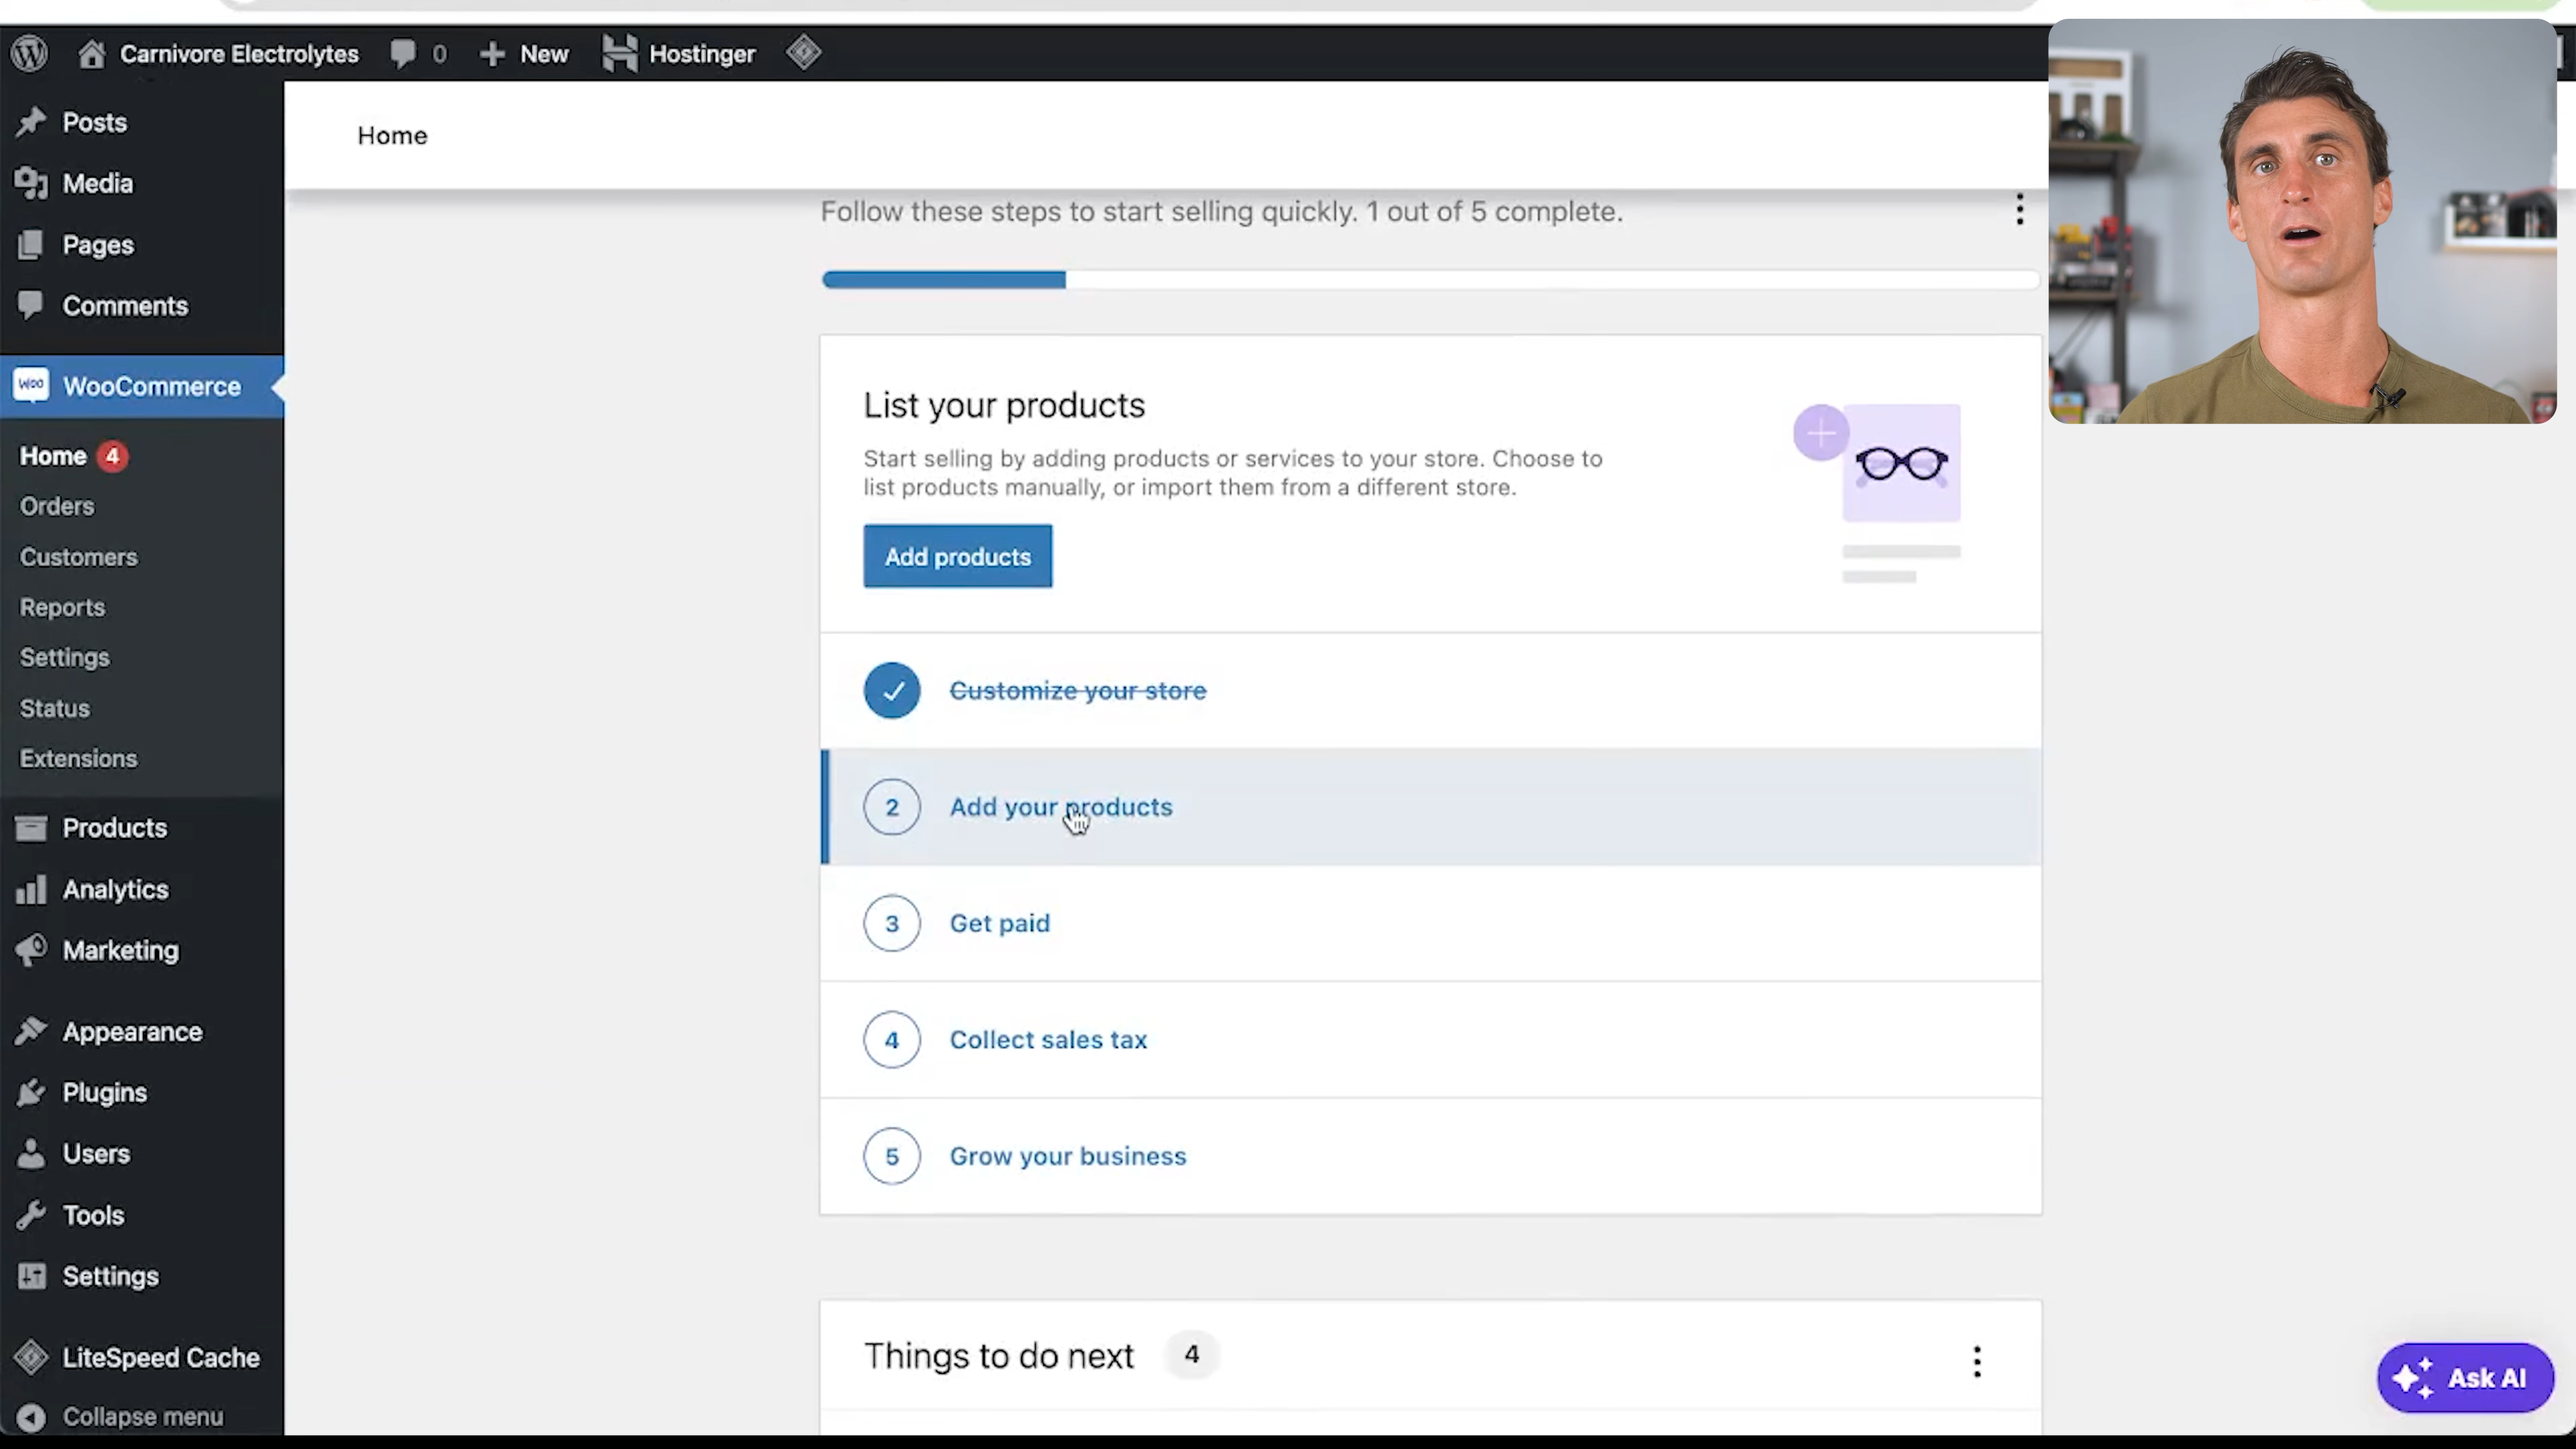 Carnivore Electrolytes 0 New Hostinger
Posts
Media
Pages
Comments
WOO WooCommerce
Home 4
Orders
Customers
Reports
Settings
Status
Extensions
Products
Analytics
Marketing
Appearance
Plugins
Users
Tools
Settings
LiteSpeed Cache
Collapse menu
Home
Follow these steps to start selling quickly. 1 out of 5 complete.
List your products
Start selling by adding products or services to your store. Choose to
list products manually, or import them from a different store.
Add products
Customize your store
2 Add your products
3 Get paid
4 Collect sales tax
5 Grow your business
Things to do next 4
Ask AI